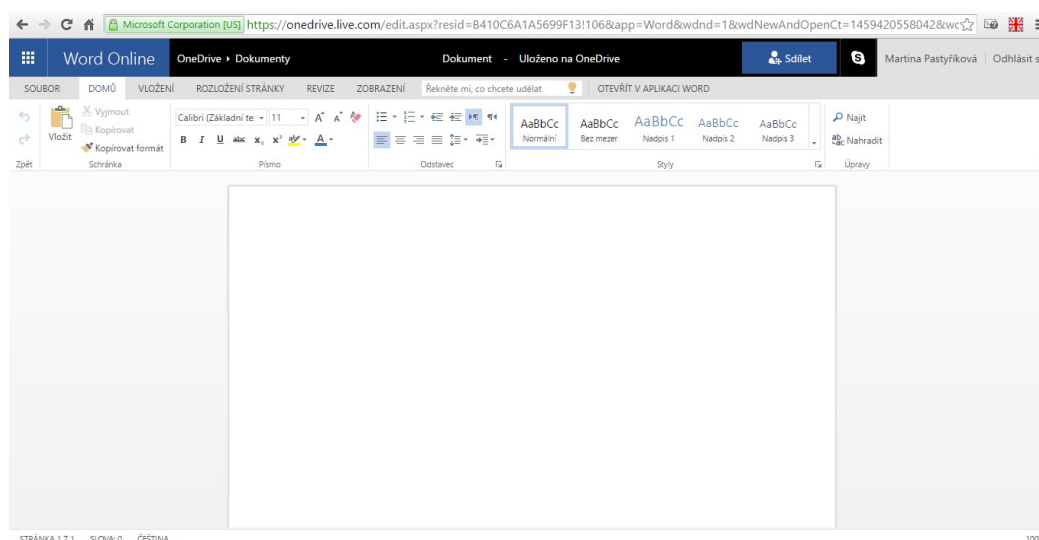 Microsoft Corporation [US] https://onedrive.live.com/edit.aspx?resid=B410C6A1A5699F13!106&app=Word&wdnd=1&wdNewAndOpenCt=1459420558042&wc
Word Online OneDrive Dokumenty Dokument - Uloženo na OneDrive Sdílet Martina Pastyříková Odhlásit s
SOUBOR DOMŮ VLOŽENÍ ROZLOŽENÍ STRÁNKY REVIZE ZOBRAZENÍ Řekněte mi, co chcete udělat OTEVŘÍT V APLIKACI WORD
Vyjmout
Kopírovat
Kopírovat formát
Vložit
Calibri (Základní te 11 A A
B I U abc x₂ x² A
AaBbCc AaBbCc AaBbCc AaBbCc AaBbCc
Normální Bez mezer Nadpis 1 Nadpis 2 Nadpis 3
Najít
Nahradit
Zpět Schránka Písmo Odstavec Styly Úpravy
STRÁNKA 1 Z 1 SLOVA: 0 ČEŠTINA 100